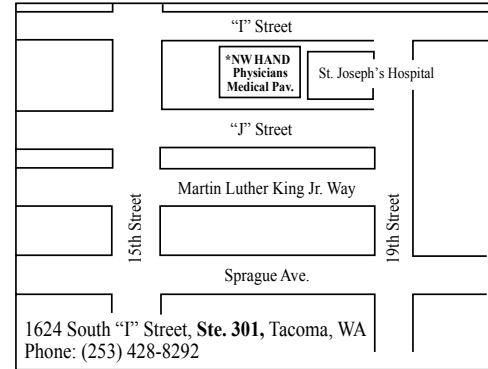 “I” Street
*NW HAND
Physicians
Medical Pav.
St. Joseph’s Hospital
“J” Street
Martin Luther King Jr. Way
15th Street
19th Street
Sprague Ave.
1624 South “I” Street, Ste. 301, Tacoma, WA
Phone: (253) 428-8292